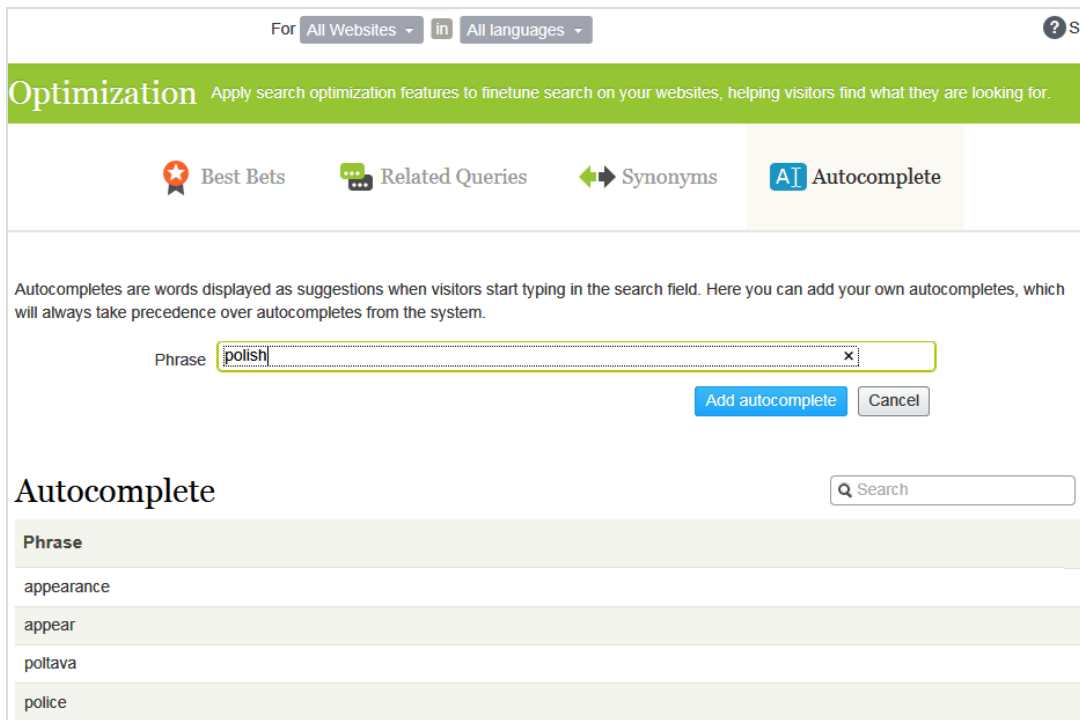 For All Websites in All languages ? S
Optimization Apply search optimization features to finetune search on your websites, helping visitors find what they are looking for.
Best Bets Related Queries Synonyms AI Autocomplete
Autocompletes are words displayed as suggestions when visitors start typing in the search field. Here you can add your own autocompletes, which
will always take precedence over autocompletes from the system.
Phrase polish ×
Add autocomplete Cancel
Autocomplete Search
Phrase
appearance
appear
poltava
police